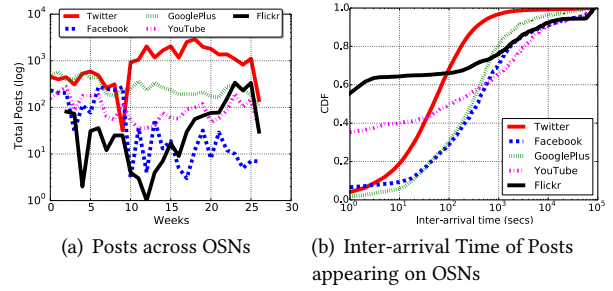 Twitter
Facebook
GooglePlus
YouTube
Flickr
Total Posts (log)
10^4
10^3
10^2
10^1
10^0
0 5 10 15 20 25 30
Weeks
(a) Posts across OSNs
CDF
1.0
0.8
0.6
0.4
0.2
0.0
Twitter
Facebook
GooglePlus
YouTube
Flickr
10^0 10^1 10^2 10^3 10^4 10^5
Inter-arrival time (secs)
(b) Inter-arrival Time of Posts
appearing on OSNs